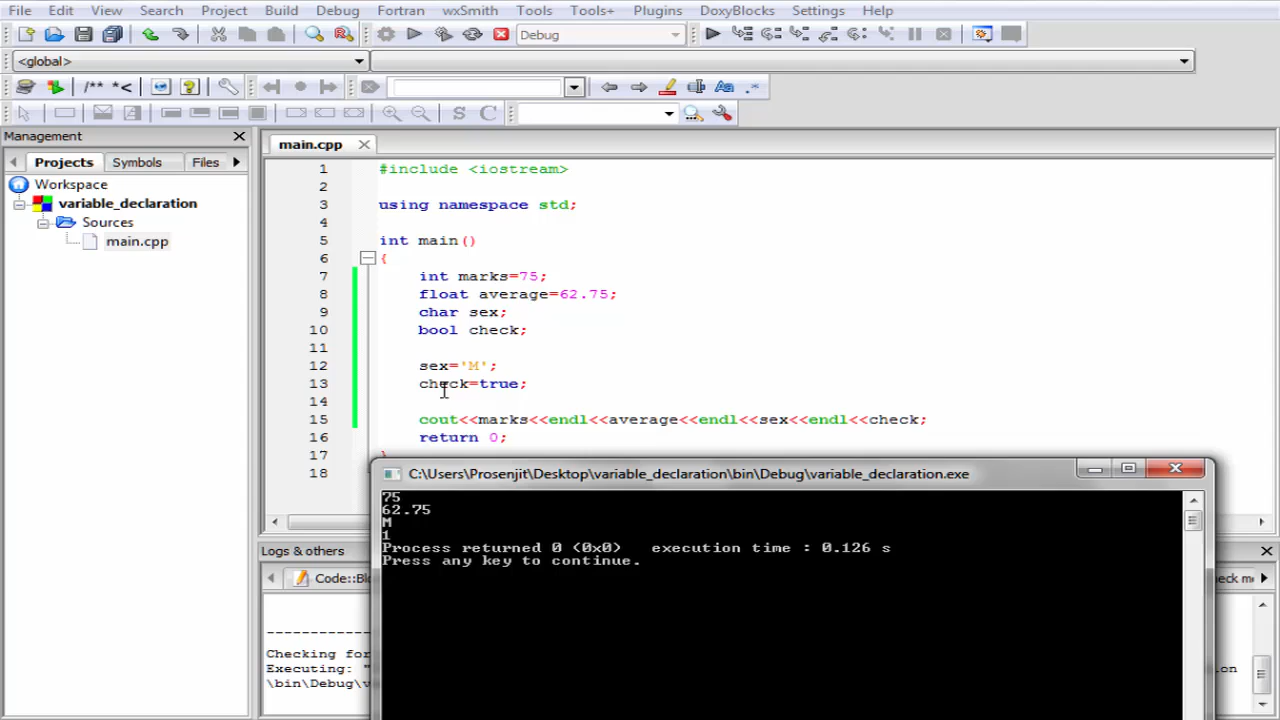 File Edit View Search Project Build Debug Fortran wxSmith Tools Tools+ Plugins DoxyBlocks Settings Help
Debug
<global>
/** *<
Management
Projects Symbols Files
Workspace
variable_declaration
Sources
main.cpp
main.cpp
1 #include <iostream>
2
3 using namespace std;
4
5 int main()
6 {
7 int marks=75;
8 float average=62.75;
9 char sex;
10 bool check;
11
12 sex='M';
13 check=true;
14
15 cout<<marks<<endl<<average<<endl<<sex<<endl<<check;
16 return 0;
17 }
18
C:\Users\Prosenjit\Desktop\variable_declaration\bin\Debug\variable_declaration.exe
75
62.75
M
1
Process returned 0 (0x0) execution time : 0.126 s
Press any key to continue.
Logs & others
Code::Bl
--------------
Checking for
Executing: "
\bin\Debug\v